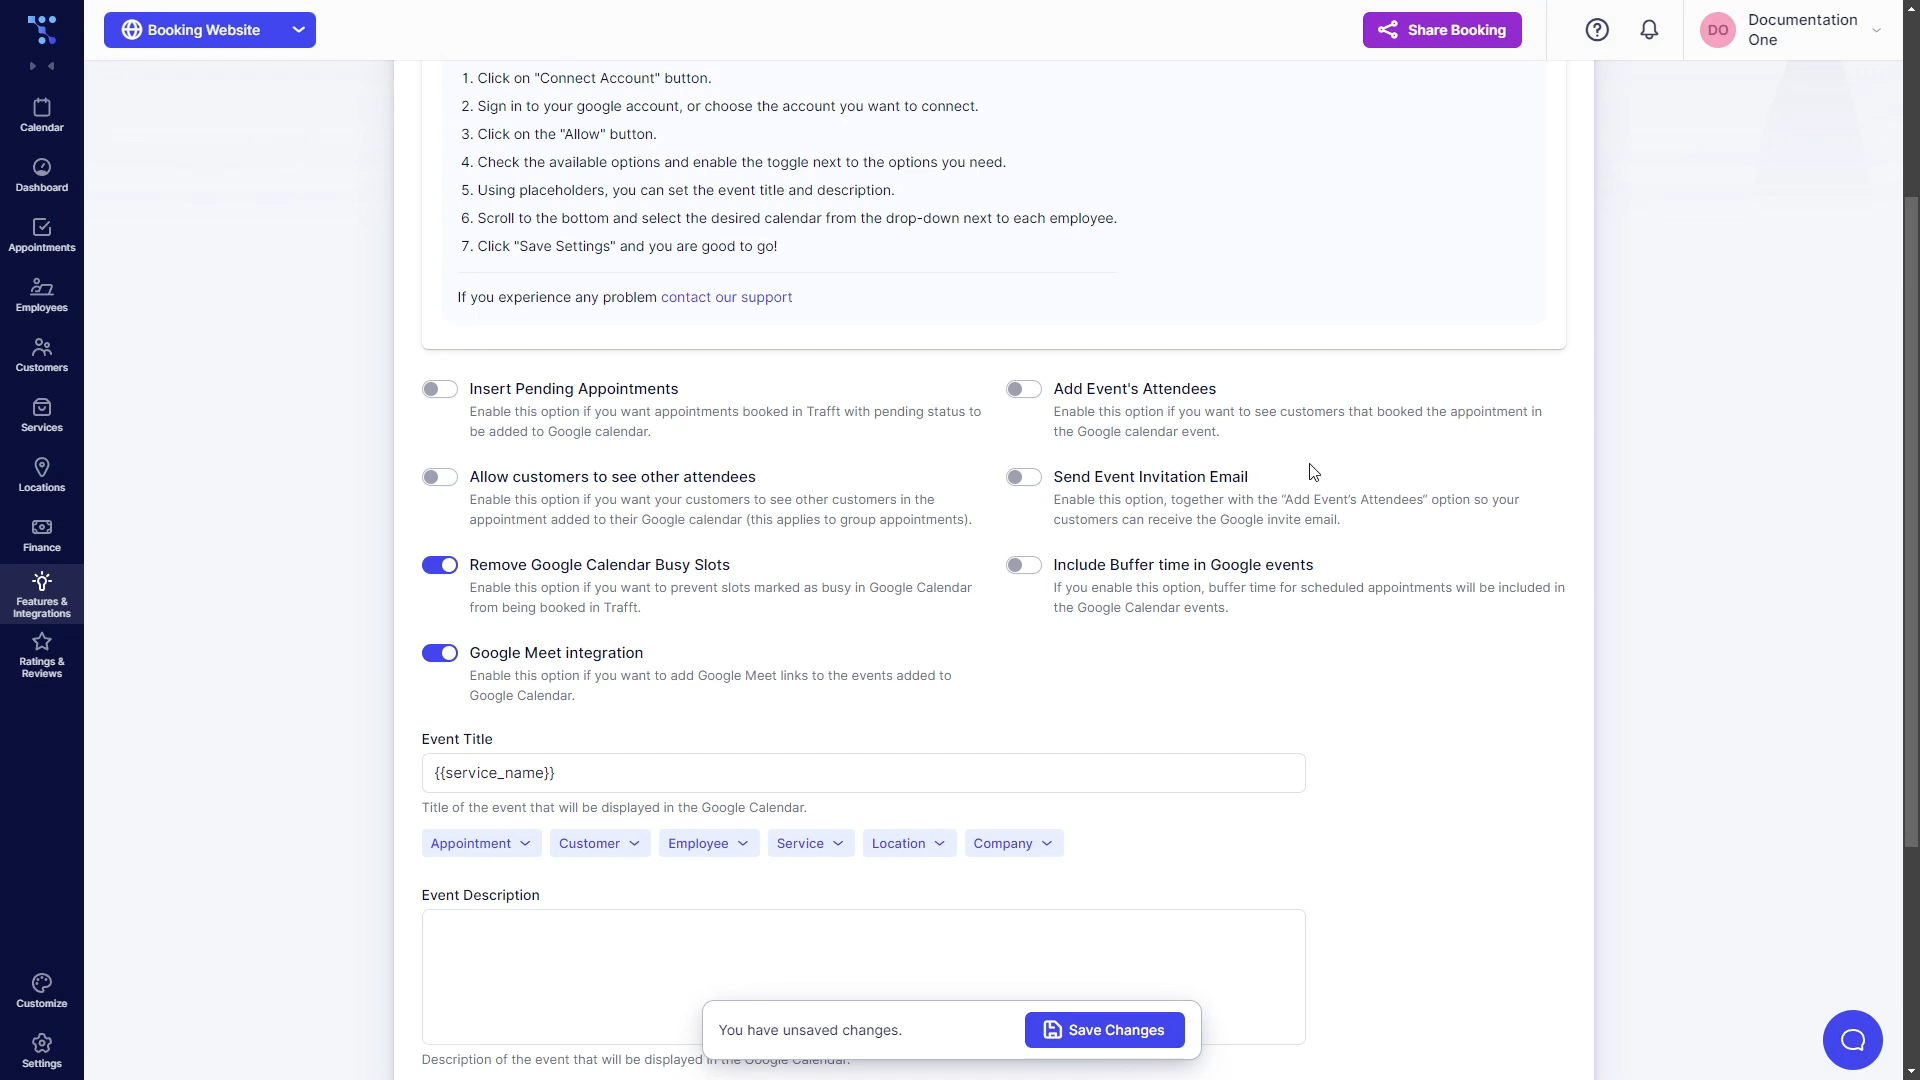 Booking Website
Share Booking
DO
Documentation
One
Calendar
Dashboard
Appointments
Employees
Customers
Services
Locations
Finance
Features &
Integrations
Ratings &
Reviews
Customize
Settings
1. Click on "Connect Account" button.
2. Sign in to your google account, or choose the account you want to connect.
3. Click on the "Allow" button.
4. Check the available options and enable the toggle next to the options you need.
5. Using placeholders, you can set the event title and description.
6. Scroll to the bottom and select the desired calendar from the drop-down next to each employee.
7. Click "Save Settings" and you are good to go!
If you experience any problem contact our support
Insert Pending Appointments
Enable this option if you want appointments booked in Trafft with pending status to
be added to Google calendar.
Add Event's Attendees
Enable this option if you want to see customers that booked the appointment in
the Google calendar event.
Allow customers to see other attendees
Enable this option if you want your customers to see other customers in the
appointment added to their Google calendar (this applies to group appointments).
Send Event Invitation Email
Enable this option, together with the “Add Event’s Attendees” option so your
customers can receive the Google invite email.
Remove Google Calendar Busy Slots
Enable this option if you want to prevent slots marked as busy in Google Calendar
from being booked in Trafft.
Include Buffer time in Google events
If you enable this option, buffer time for scheduled appointments will be included in
the Google Calendar events.
Google Meet integration
Enable this option if you want to add Google Meet links to the events added to
Google Calendar.
Event Title
{{service_name}}
Title of the event that will be displayed in the Google Calendar.
Appointment
Customer
Employee
Service
Location
Company
Event Description
You have unsaved changes.
Save Changes
Description of the event that will be displayed in the Google Calendar.